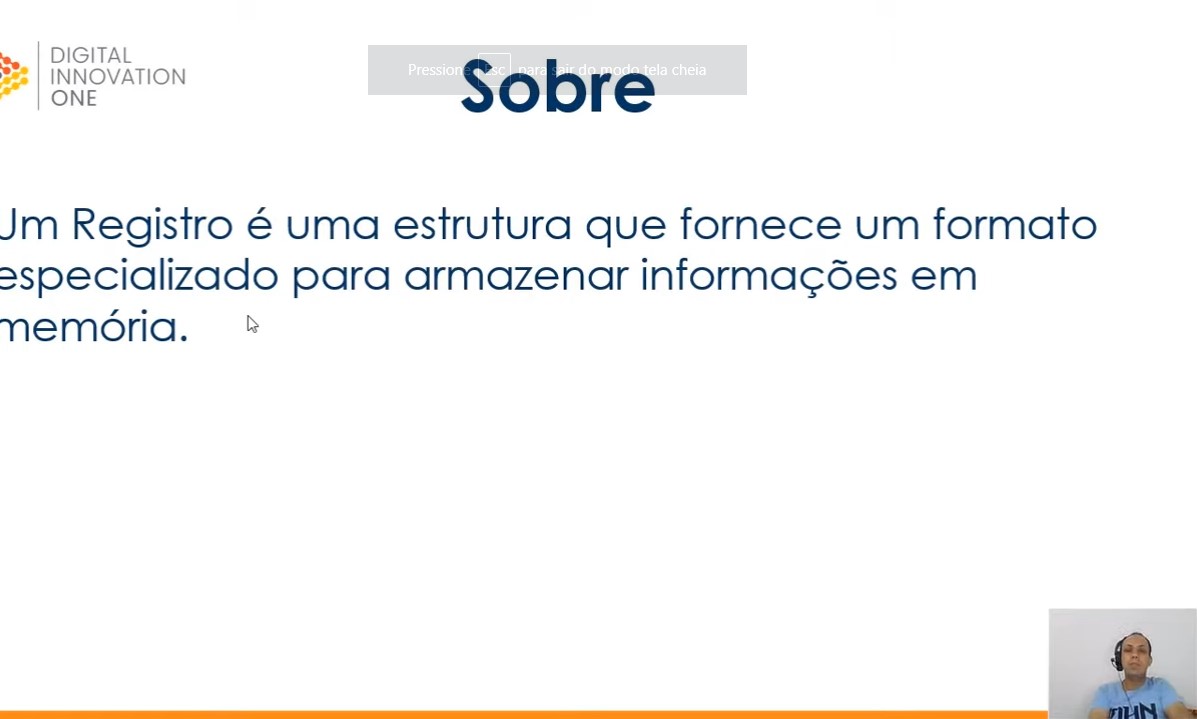 DIGITAL
INNOVATION
ONE
Pressione Esc para sair do modo tela cheia
Sobre
Um Registro é uma estrutura que fornece um formato
especializado para armazenar informações em
memória.